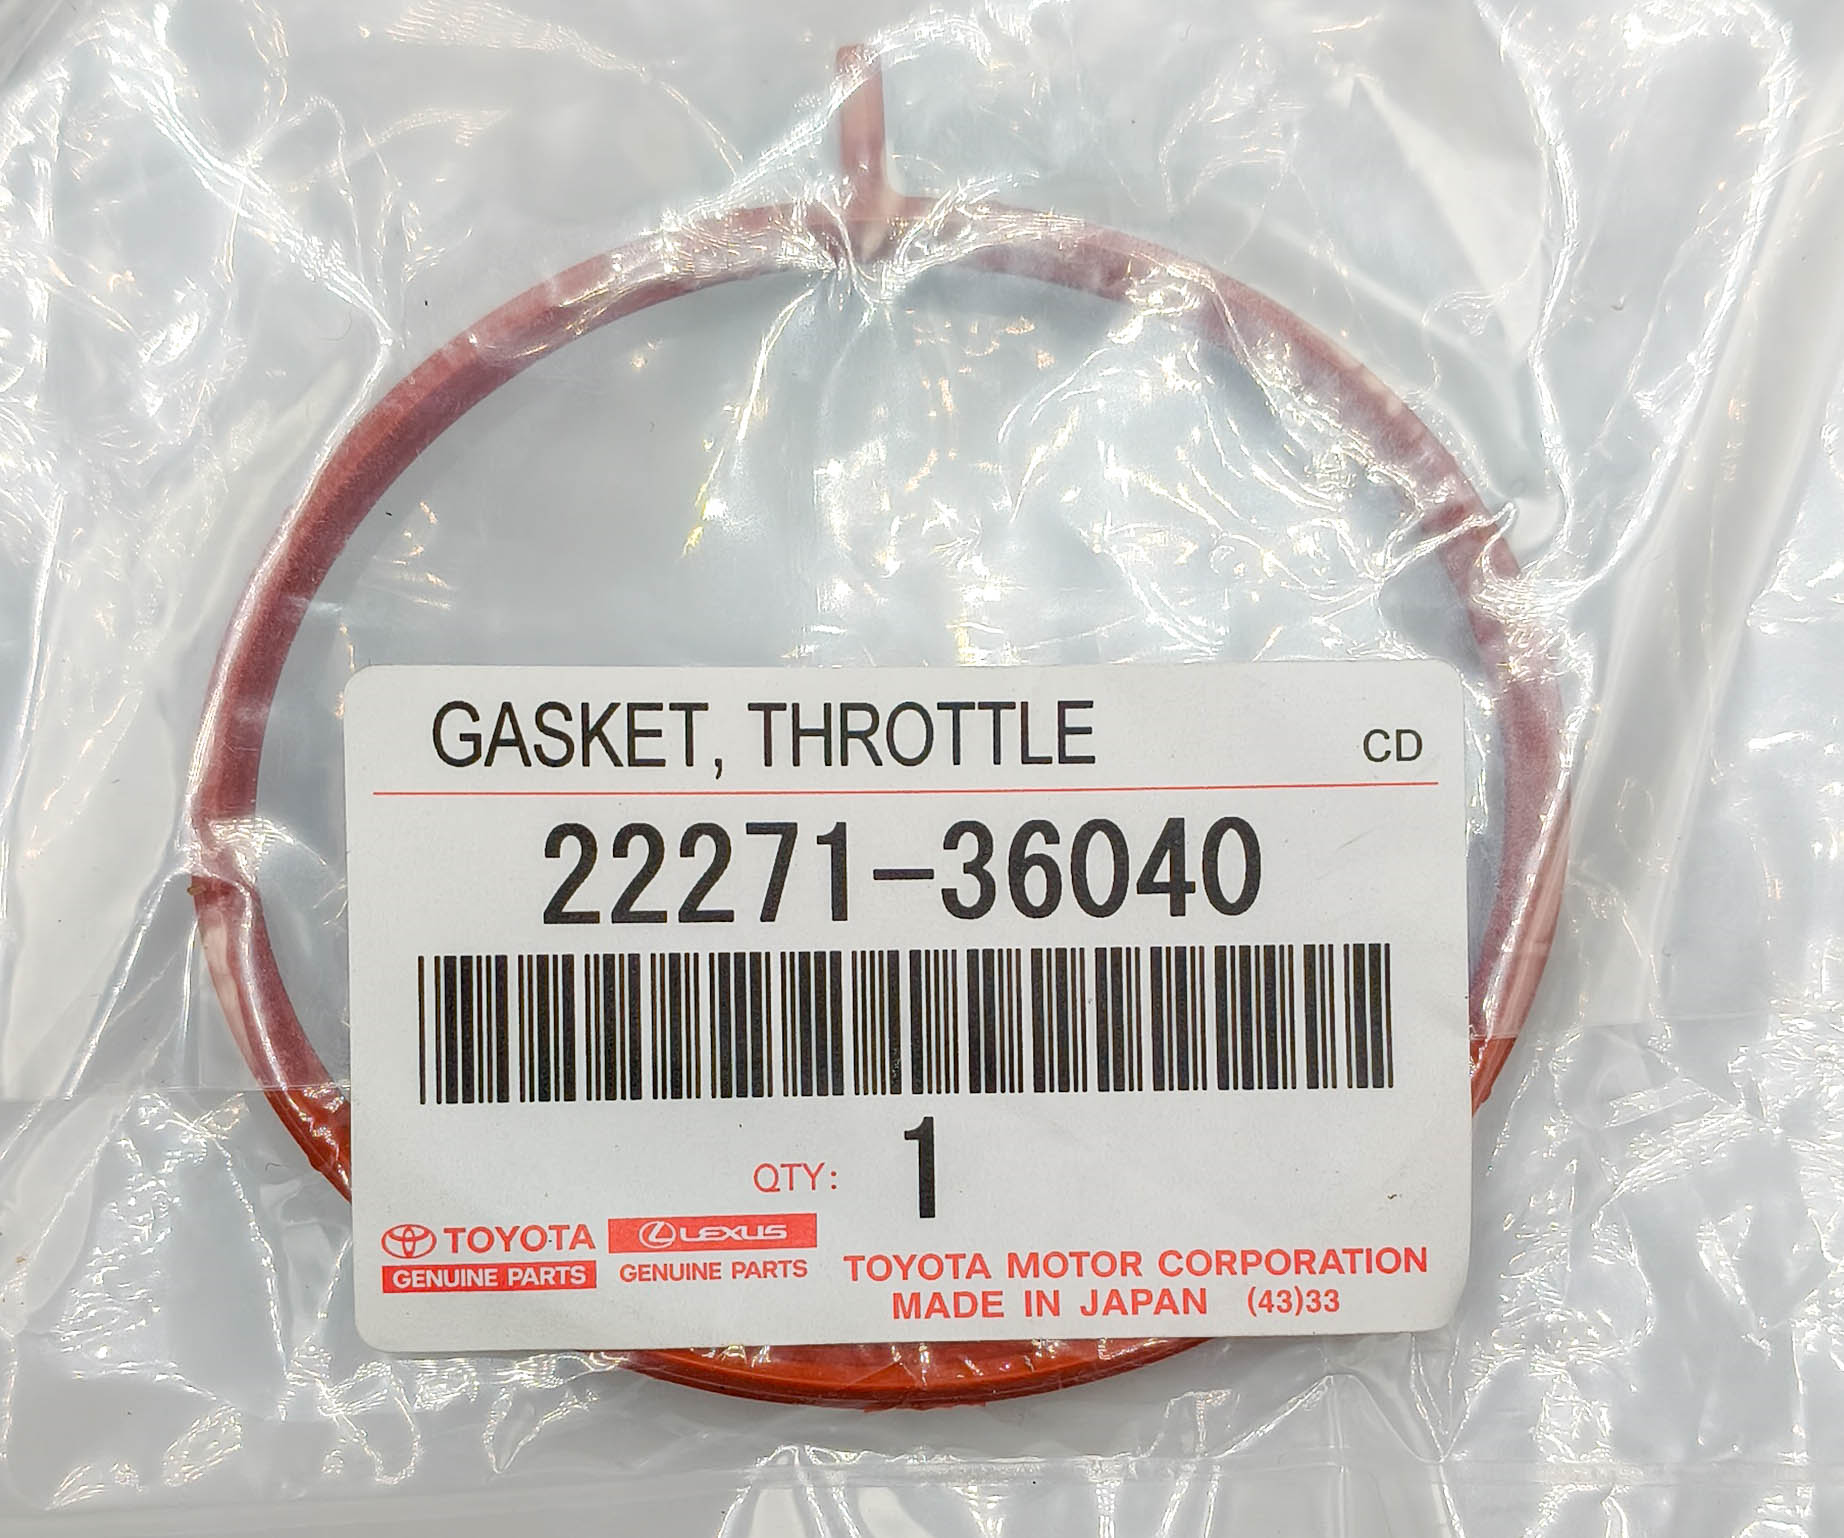 GASKET, THROTTLE CD
22271-36040
QTY: 1
TOYOTA LEXUS
GENUINE PARTS GENUINE PARTS
TOYOTA MOTOR CORPORATION
MADE IN JAPAN (43)33